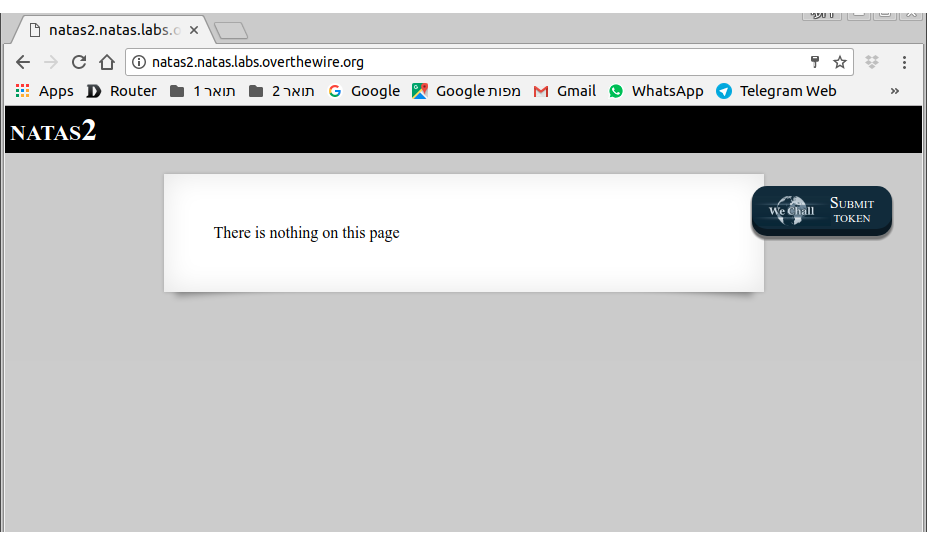 natas2.natas.labs.o
natas2.natas.labs.overthewire.org
Apps Router תואר 1 תואר 2 Google Google מפות Gmail WhatsApp Telegram Web »
NATAS2
We Chall SUBMIT
TOKEN
There is nothing on this page